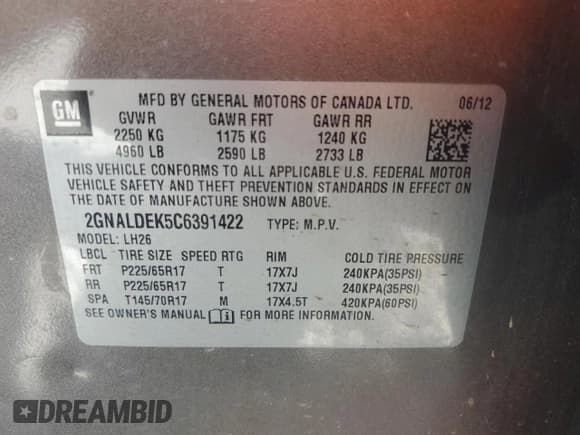 GM
MFD BY GENERAL MOTORS OF CANADA LTD. 06/12
GVWR GAWR FRT GAWR RR
2250 KG 1175 KG 1240 KG
4960 LB 2590 LB 2733 LB
THIS VEHICLE CONFORMS TO ALL APPLICABLE U.S. FEDERAL MOTOR
VEHICLE SAFETY AND THEFT PREVENTION STANDARDS IN EFFECT ON
THE DATE OF MANUFACTURE SHOWN ABOVE.
2GNALDEK5C6391422 TYPE: M.P.V.
MODEL: LH26
LBCL TIRE SIZE SPEED RTG RIM COLD TIRE PRESSURE
FRT P225/65R17 T 17X7J 240KPA(35PSI)
RR P225/65R17 T 17X7J 240KPA(35PSI)
SPA T145/70R17 M 17X4.5T 420KPA(60PSI)
SEE OWNER'S MANUAL i FOR MORE INFORMATION.
DREAMBID